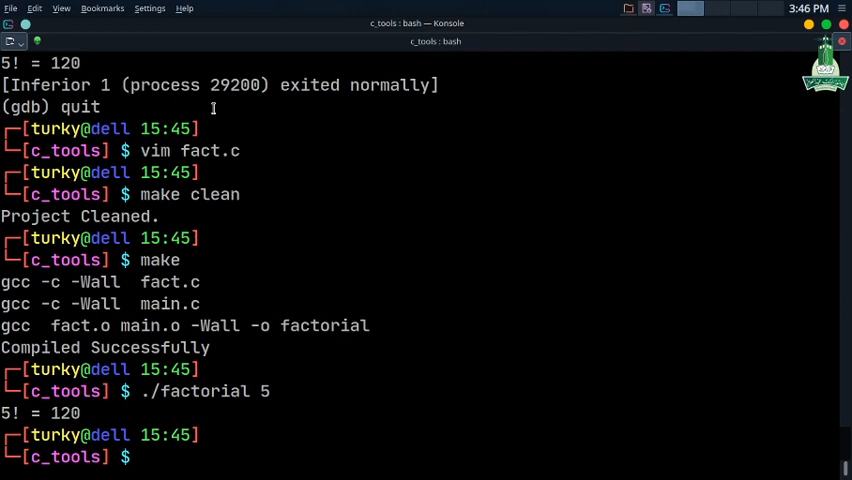 File Edit View Bookmarks Settings Help
3:46 PM
c_tools : bash — Konsole
c_tools : bash
5! = 120
[Inferior 1 (process 29200) exited normally]
(gdb) quit
┌─[turky@dell 15:45]
└─[c_tools] $ vim fact.c
┌─[turky@dell 15:45]
└─[c_tools] $ make clean
Project Cleaned.
┌─[turky@dell 15:45]
└─[c_tools] $ make
gcc -c -Wall  fact.c
gcc -c -Wall  main.c
gcc  fact.o main.o -Wall -o factorial
Compiled Successfully
┌─[turky@dell 15:45]
└─[c_tools] $ ./factorial 5
5! = 120
┌─[turky@dell 15:45]
└─[c_tools] $